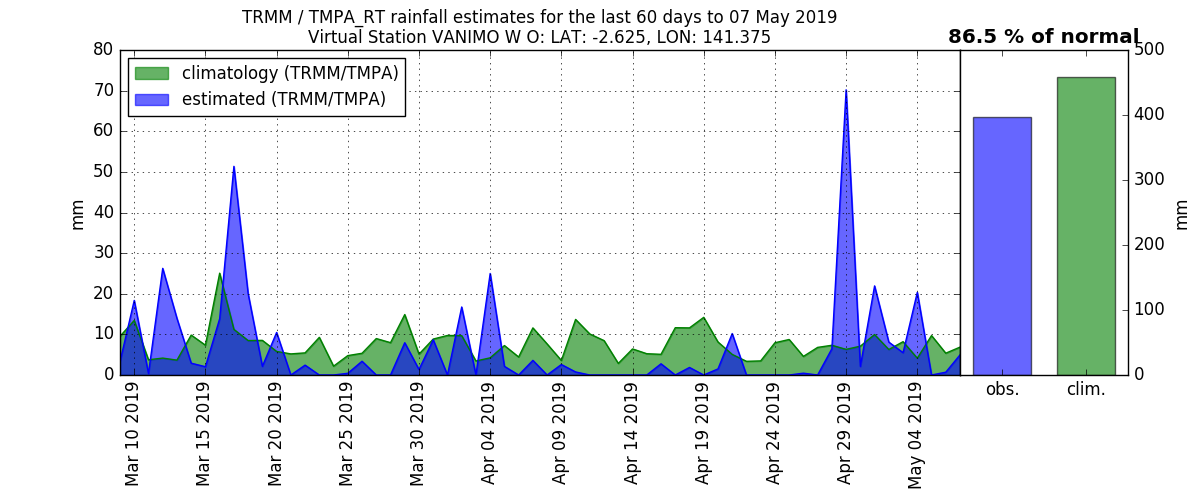 TRMM / TMPA_RT rainfall estimates for the last 60 days to 07 May 2019
Virtual Station VANIMO W O: LAT: -2.625, LON: 141.375
86.5 % of normal
climatology (TRMM/TMPA)
estimated (TRMM/TMPA)
80
70
60
50
40
30
20
10
0
mm
Mar 10 2019
Mar 15 2019
Mar 20 2019
Mar 25 2019
Mar 30 2019
Apr 04 2019
Apr 09 2019
Apr 14 2019
Apr 19 2019
Apr 24 2019
Apr 29 2019
May 04 2019
obs.
clim.
500
400
300
200
100
0
mm